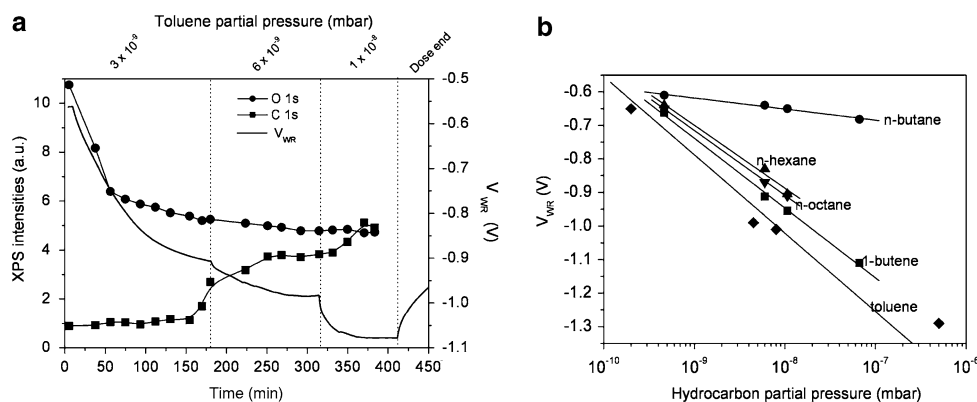 a
Toluene partial pressure (mbar)
3 x 10⁻⁹
6 x 10⁻⁹
1 x 10⁻⁸
Dose end
XPS intensities (a.u.)
10
8
6
4
2
0
O 1s
C 1s
V_WR
-0.5
-0.6
-0.7
-0.8
-0.9
-1.0
-1.1
V_WR (V)
0 50 100 150 200 250 300 350 400 450
Time (min)
b
V_WR (V)
-0.6
-0.7
-0.8
-0.9
-1.0
-1.1
-1.2
-1.3
n-butane
n-hexane
n-octane
1-butene
toluene
10⁻¹⁰ 10⁻⁹ 10⁻⁸ 10⁻⁷ 10⁻⁶
Hydrocarbon partial pressure (mbar)